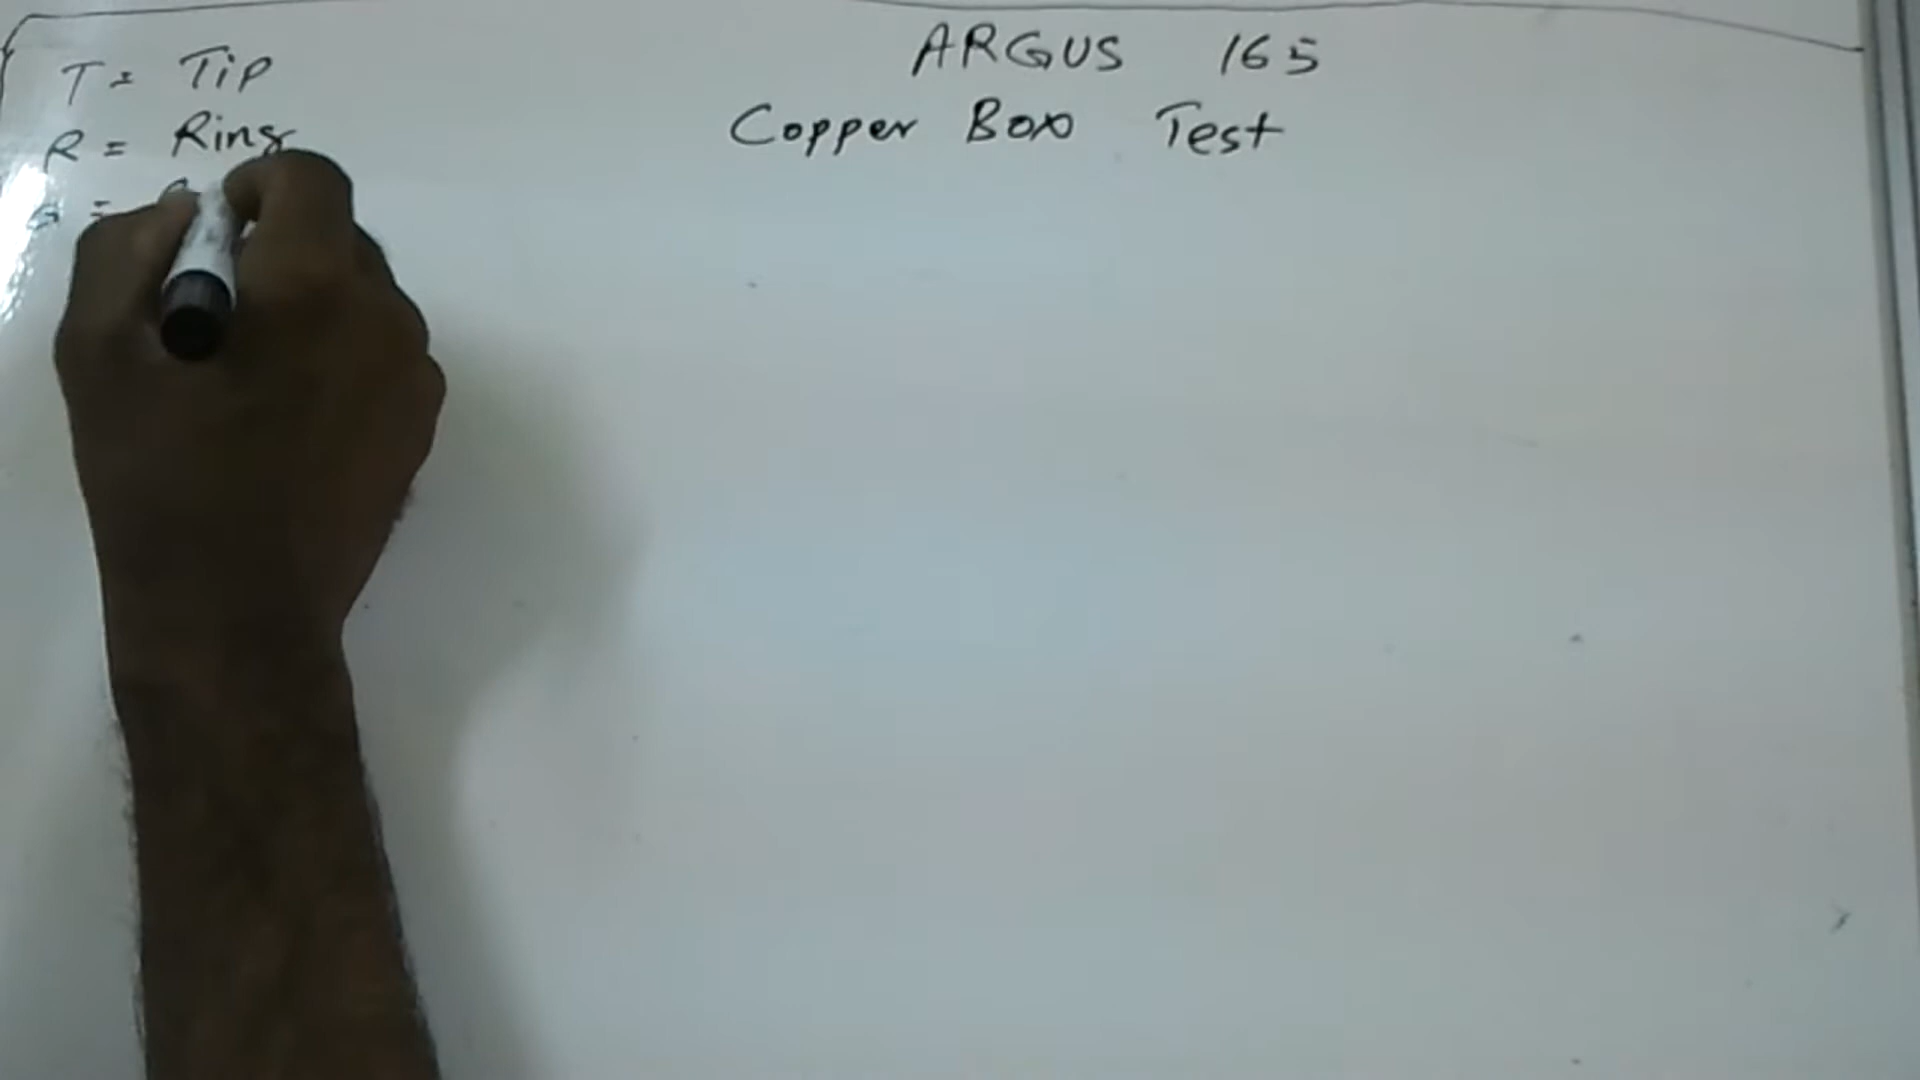 ARGUS 165
Copper Box Test
T = Tip
R = Ring
G =